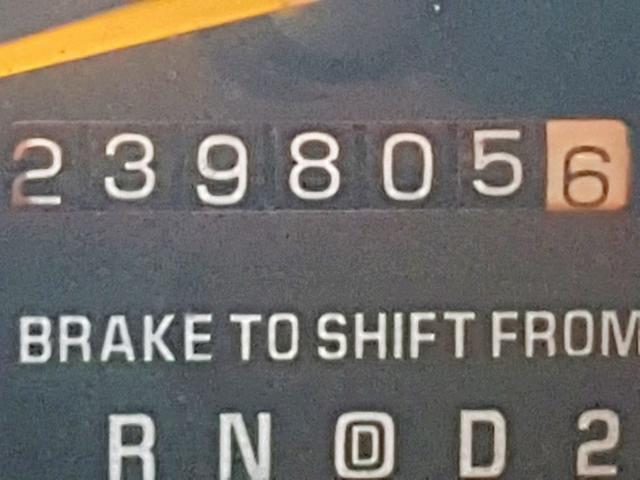 2398056
BRAKE TO SHIFT FROM
R N D D 2